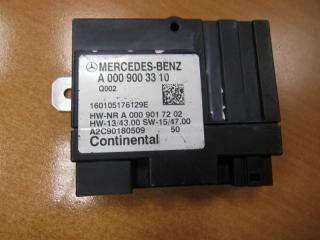 MERCEDES-BENZ
A 000 900 33 10
Q002
160105176129E
HW-NR A 000 901 72 02
HW-13/43.00 SW-15/47.00
A2C90180509 50
Continental